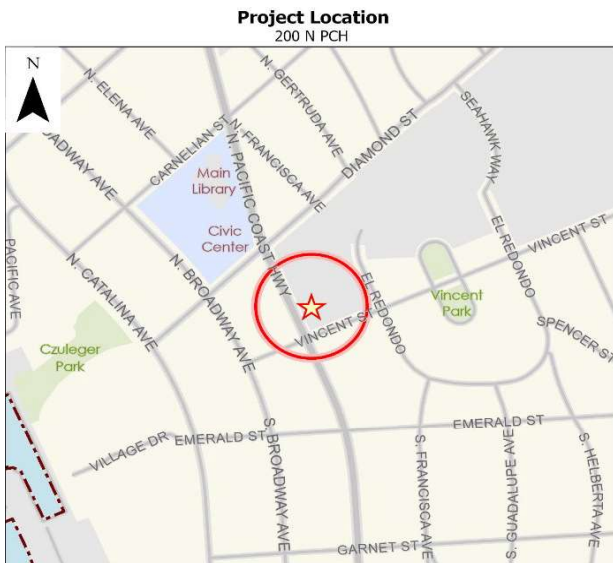 Project Location
200 N PCH
N
N. ELENA AVE
N. GERTRUDA AVE
SEAHAWK WAY
OADWAY AVE
CARNELIAN ST
N. FRANCISCA AVE
DIAMOND ST
Main
Library
N. PACIFIC COAST HWY
Civic
Center
EL REDONDO
VINCENT ST
PACIFIC AVE
N. CATALINA AVE
N. BROADWAY AVE
EL REDONDO
Vincent
Park
VINCENT ST
SPENCER ST
Czuleger
Park
EMERALD ST
EMERALD ST
VILLAGE DR
S. BROADWAY AVE
S. FRANCISCA AVE
S. GUADALUPE AVE
S. HELBERTA AVE
GARNET ST